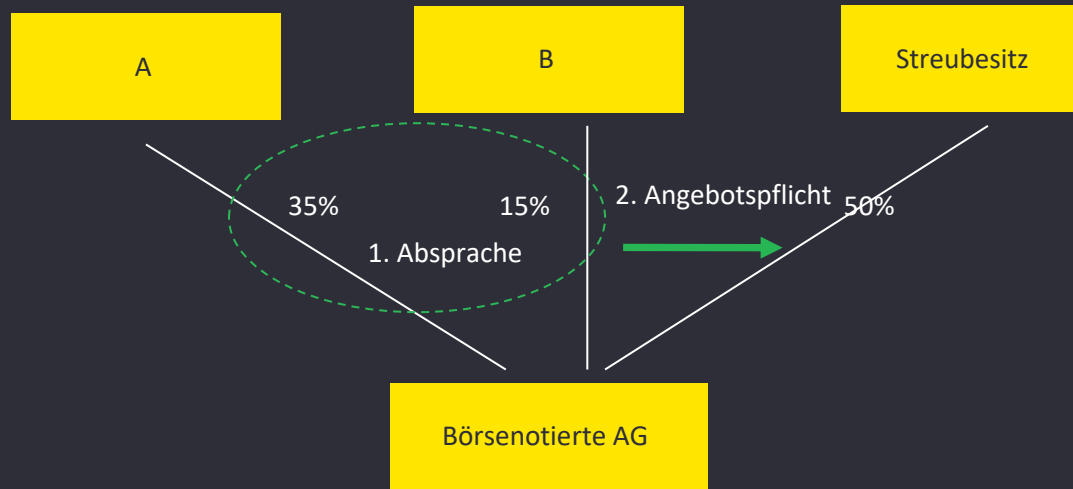 A
B
Streubesitz
35%
15%
2. Angebotspflicht
50%
1. Absprache
Börsenotierte AG